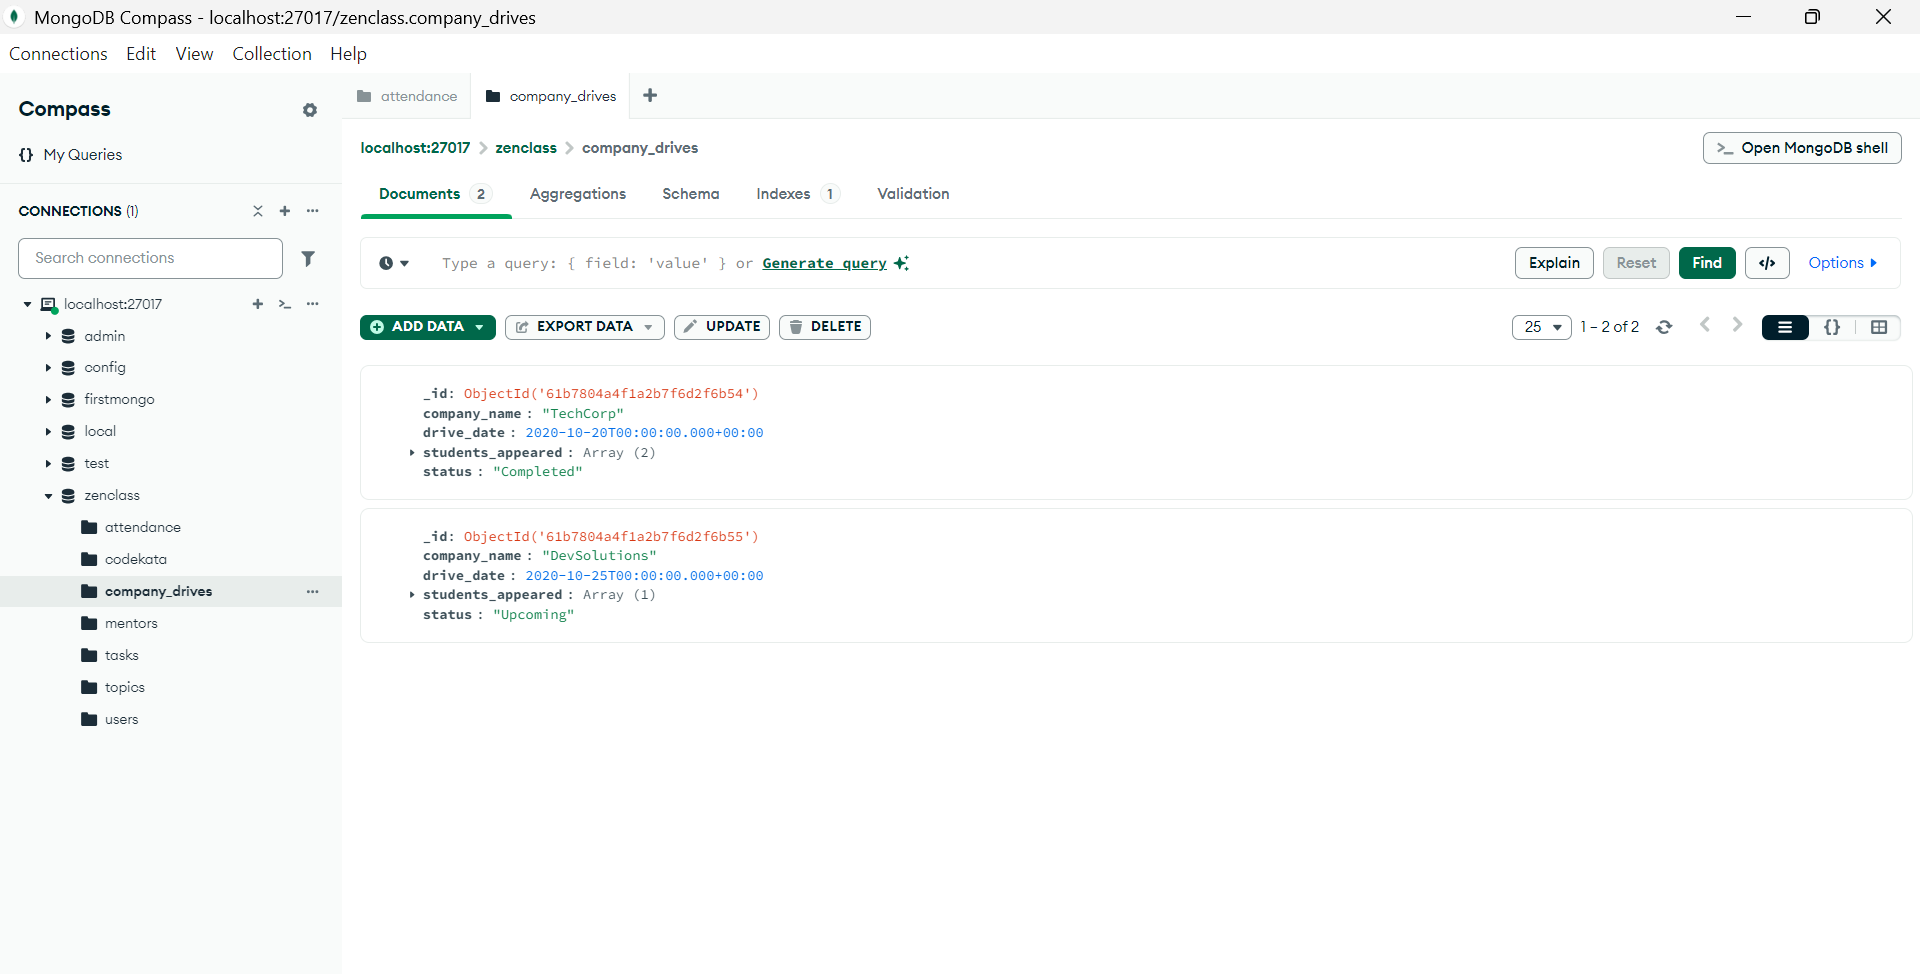 MongoDB Compass - localhost:27017/zenclass.company_drives
Connections Edit View Collection Help
Compass
{} My Queries
CONNECTIONS (1)
Search connections
localhost:27017
admin
config
firstmongo
local
test
zenclass
attendance
codekata
company_drives
mentors
tasks
topics
users
attendance company_drives
localhost:27017 > zenclass > company_drives
>_ Open MongoDB shell
Documents 2 Aggregations Schema Indexes 1 Validation
Type a query: { field: 'value' } or Generate query
Explain Reset Find </> Options
ADD DATA EXPORT DATA UPDATE DELETE
25 1 – 2 of 2 {}
_id: ObjectId('61b7804a4f1a2b7f6d2f6b54')
company_name : "TechCorp"
drive_date : 2020-10-20T00:00:00.000+00:00
students_appeared : Array (2)
status : "Completed"
_id: ObjectId('61b7804a4f1a2b7f6d2f6b55')
company_name : "DevSolutions"
drive_date : 2020-10-25T00:00:00.000+00:00
students_appeared : Array (1)
status : "Upcoming"